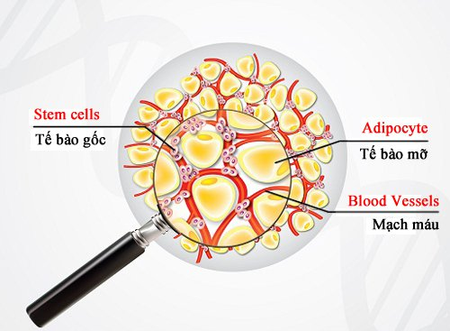 Stem cells
Tế bào gốc
Adipocyte
Tế bào mỡ
Blood Vessels
Mạch máu